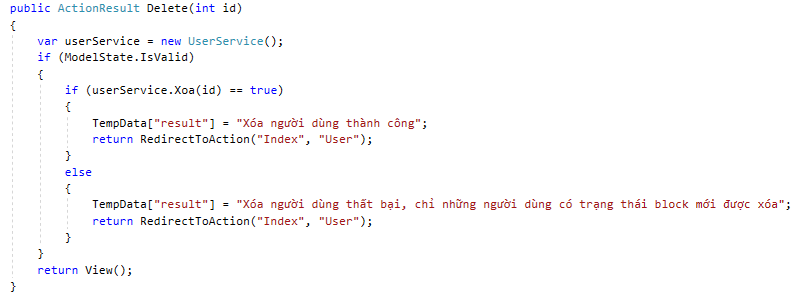 public ActionResult Delete(int id)
{
var userService = new UserService();
if (ModelState.IsValid)
{
if (userService.Xoa(id) == true)
{
TempData["result"] = "Xóa người dùng thành công";
return RedirectToAction("Index", "User");
}
else
{
TempData["result"] = "Xóa người dùng thất bại, chỉ những người dùng có trạng thái block mới được xóa";
return RedirectToAction("Index", "User");
}
}
return View();
}